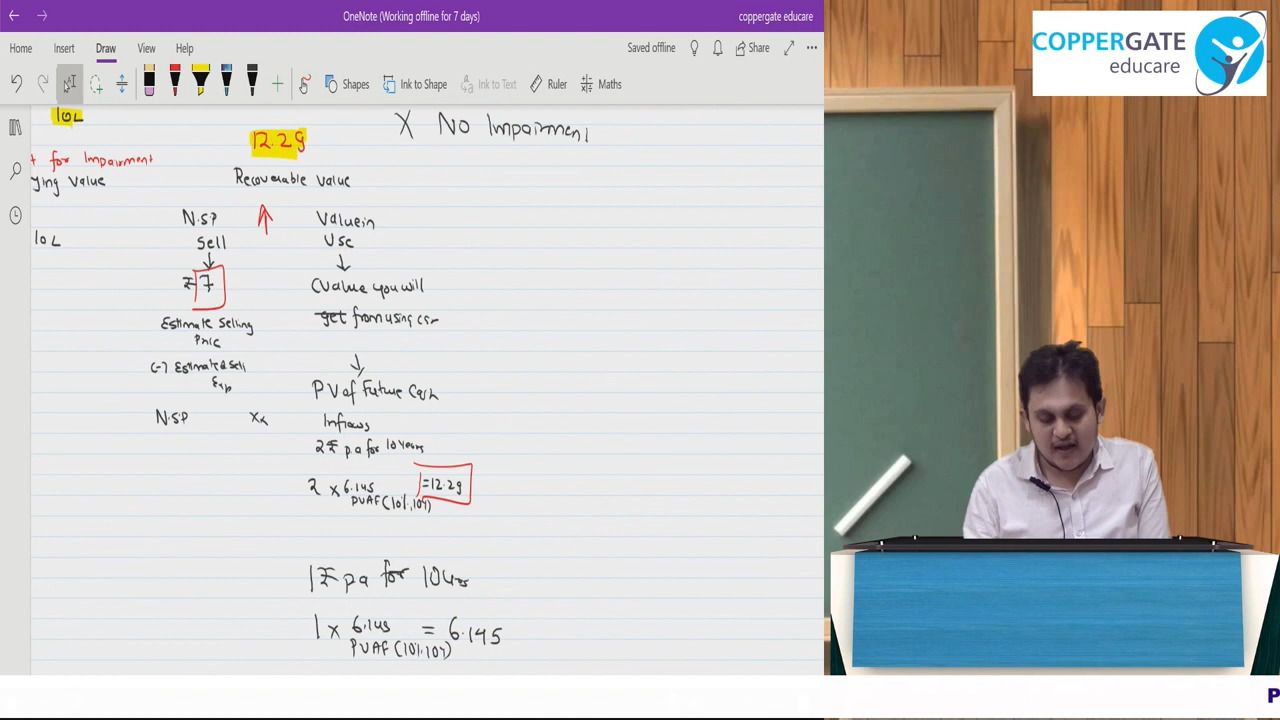 OneNote (Working offline for 7 days)
coppergate educare
Home Insert Draw View Help
Saved offline
Share
Shapes
Ink to Shape
Ink to Text
Ruler
Maths
COPPERGATE
educare
10L
12.29
X No Impairment
t for Impairment
ying Value
Recoverable Value
N.SP
Sell
10L
₹ 7
Estimate Selling
Price
(-) Estimated Sell
Exp
N.SP xx
Value in
Use
(Value you will
get from using car
PV of Future Cash
Inflows
2₹ p.a for 10 years
2 x 6.145 =12.29
PVAF (10%,10Y)
1₹ pa for 10 yrs
1 x 6.145 = 6.145
PVAF (10%,10Y)
P